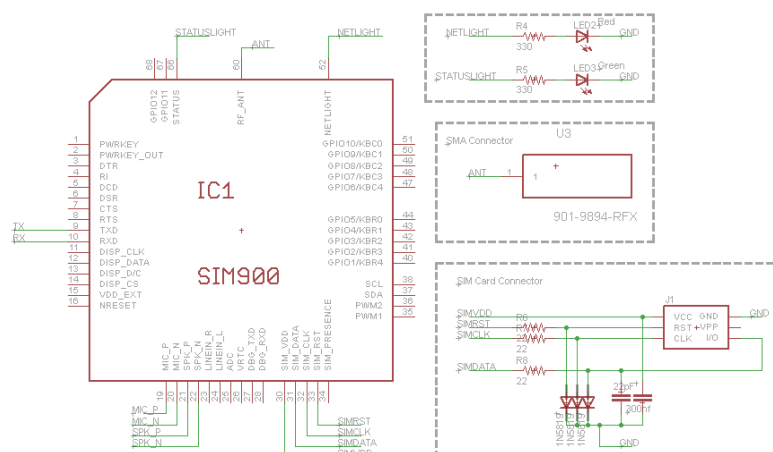 STATUSLIGHT
ANT
NETLIGHT
68
67
66
60
52
GPIO12
GPIO11
STATUS
RF_ANT
NETLIGHT
1 PWRKEY
2 PWRKEY_OUT
3 DTR
4 RI
5 DCD
6 DSR
7 CTS
8 RTS
TX 9 TXD
RX 10 RXD
11 DISP_CLK
12 DISP_DATA
13 DISP_D/C
14 DISP_CS
15 VDD_EXT
16 NRESET
IC1
SIM900
GPIO10/KBC0 51
GPIO9/KBC1 50
GPIO8/KBC2 49
GPIO7/KBC3 48
GPIO6/KBC4 47
GPIO5/KBR0 44
GPIO4/KBR1 43
GPIO3/KBR2 42
GPIO2/KBR3 41
GPIO1/KBR4 40
SCL 38
SDA 37
PWM2 36
PWM1 35
MIC_P
MIC_N
SPK_P
SPK_N
LINEIN_R
LINEIN_L
ADC
VRTC
DBG_TXD
DBG_RXD
SIM_VDD
SIM_DATA
SIM_CLK
SIM_RST
SIM_PRESENCE
19
20
21
22
23
24
25
26
27
28
30
31
32
33
34
MIC_P
MIC_N
SPK_P
SPK_N
SIMRST
SIMCLK
SIMDATA
NETLIGHT R4 330 LED2 Red GND
STATUSLIGHT R5 330 LED3 Green GND
SMA Connector
U3
ANT 1 1
901-9894-RFX
SIM Card Connector
J1
SIMVDD
SIMRST R6
SIMCLK
22
SIMDATA R8
22
VCC GND
RST VPP
CLK I/O
GND
22pF
300nf
1N5819
1N5819
1N5819
GND